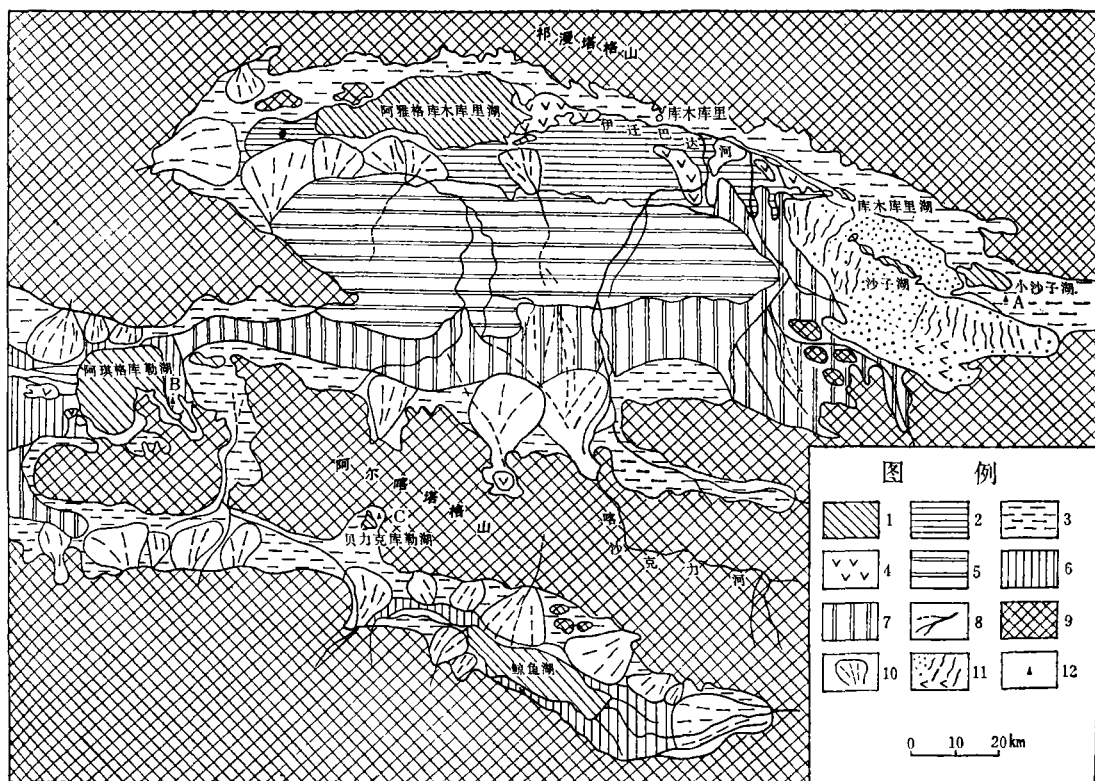 祁漫塔格山
阿雅格库木库里湖
库木库里
伊迁巴达河
库木库里湖
沙子湖
小沙子湖
A
阿琪格库勒湖
B
阿尔喀塔格山
C
贝力克库勒湖
喀沙克力河
鲸鱼湖
图 例
1 2 3
4 5 6
7 8 9
10 11 12
0 10 20km